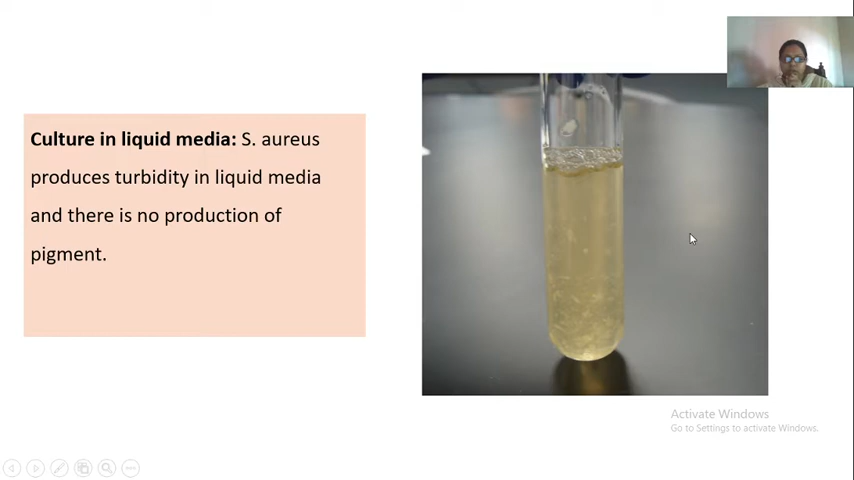 Culture in liquid media: S. aureus
produces turbidity in liquid media
and there is no production of
pigment.
Activate Windows
Go to Settings to activate Windows.